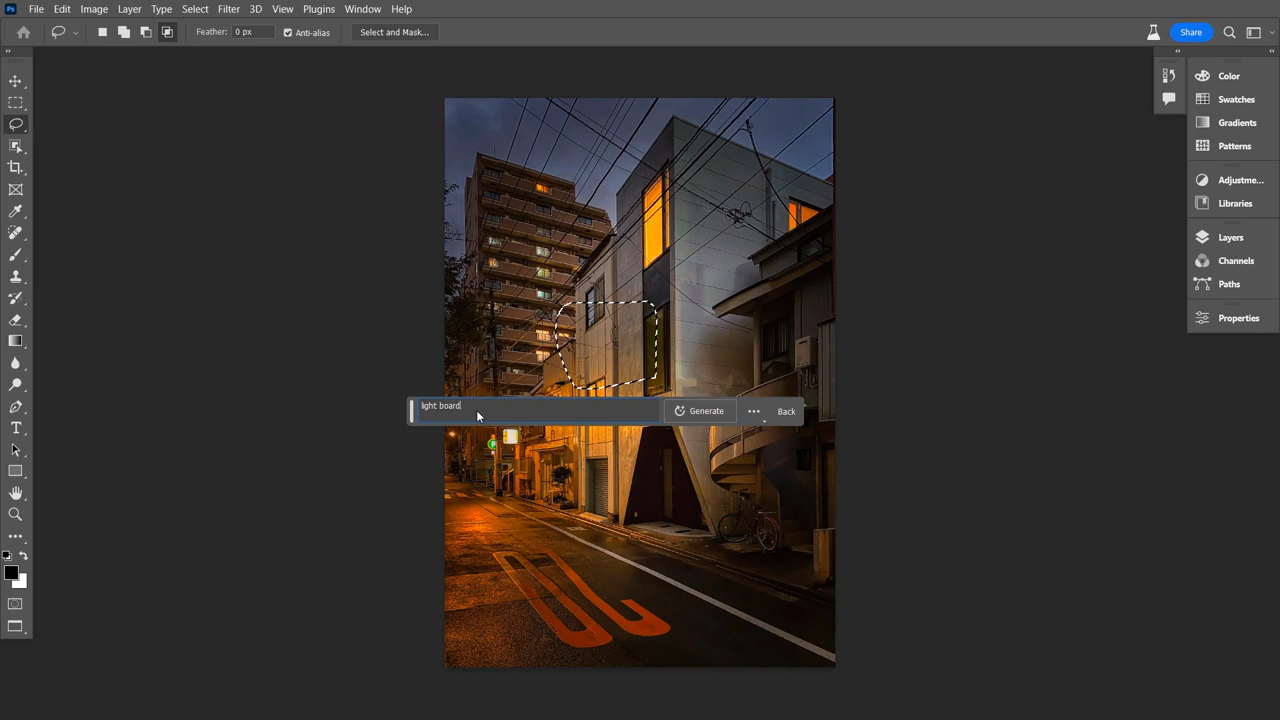 Ps File Edit Image Layer Type Select Filter 3D View Plugins Window Help
Feather: 0 px Anti-alias Select and Mask... Share
Color
Swatches
Gradients
Patterns
Adjustme...
Libraries
Layers
Channels
Paths
Properties
light board
Generate ••• Back
P